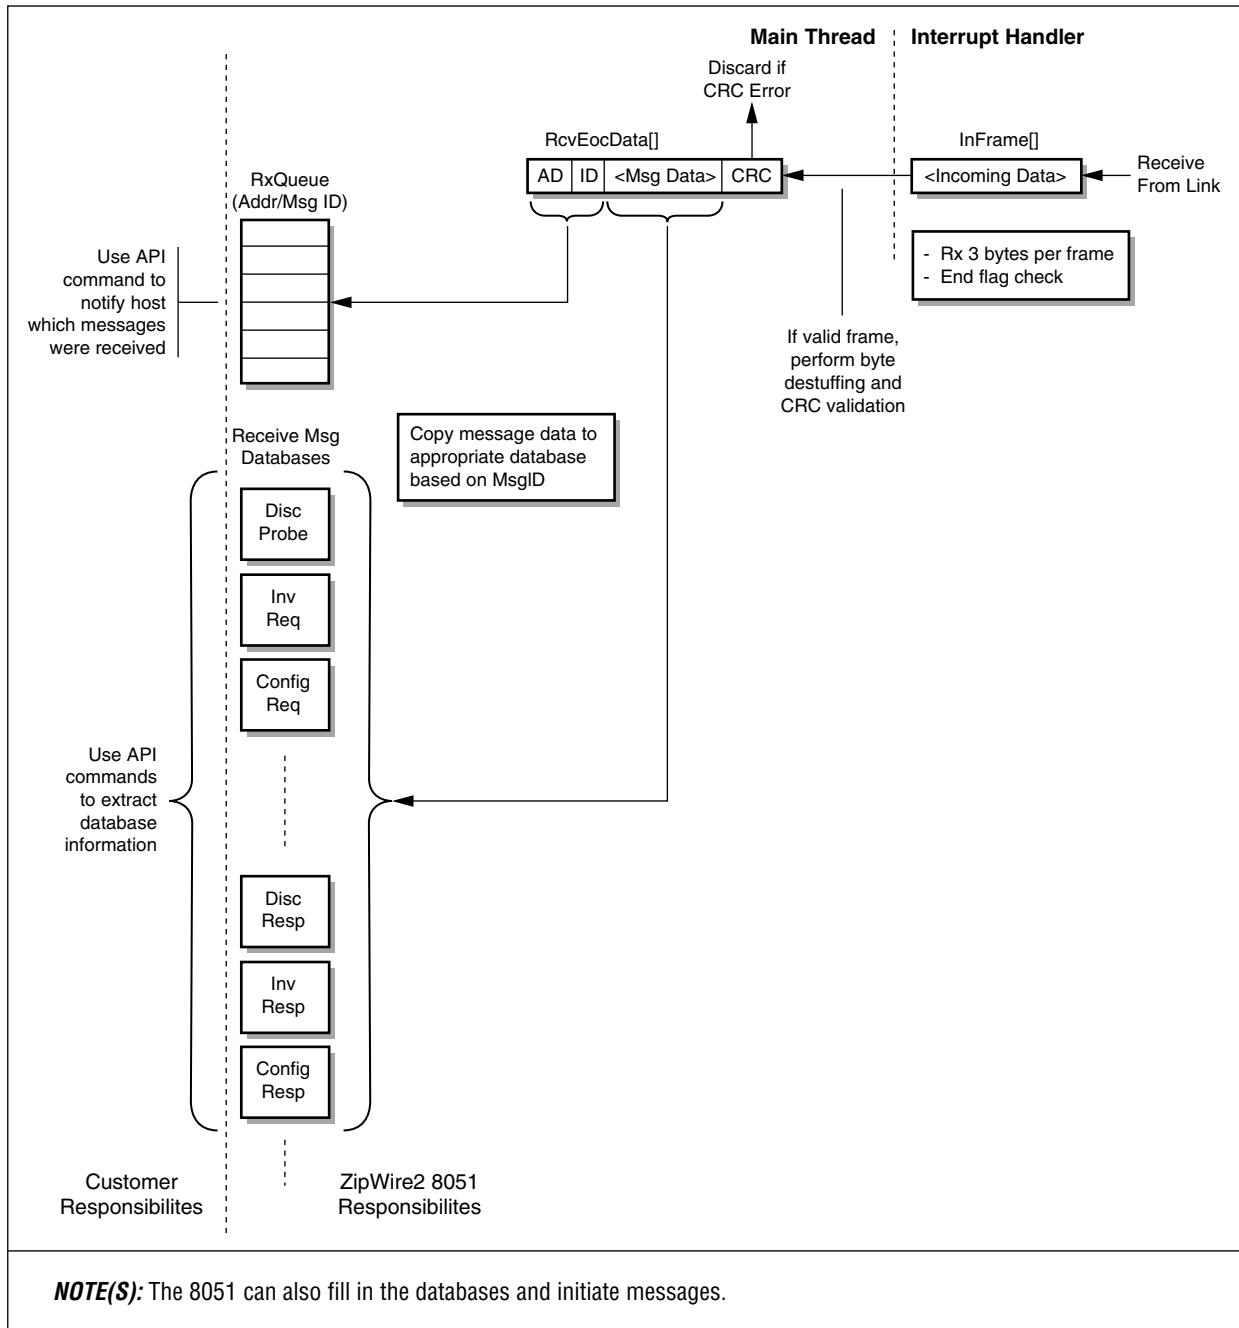 Main Thread
Interrupt Handler
Discard if
CRC Error
RcvEocData[]
InFrame[]
AD
ID
<Msg Data>
CRC
<Incoming Data>
Receive
From Link
RxQueue
(Addr/Msg ID)
- Rx 3 bytes per frame
- End flag check
Use API
command to
notify host
which messages
were received
If valid frame,
perform byte
destuffing and
CRC validation
Receive Msg
Databases
Copy message data to
appropriate database
based on MsgID
Disc
Probe
Inv
Req
Config
Req
Use API
commands
to extract
database
information
Disc
Resp
Inv
Resp
Config
Resp
Customer
Responsibilites
ZipWire2 8051
Responsibilites
NOTE(S): The 8051 can also fill in the databases and initiate messages.